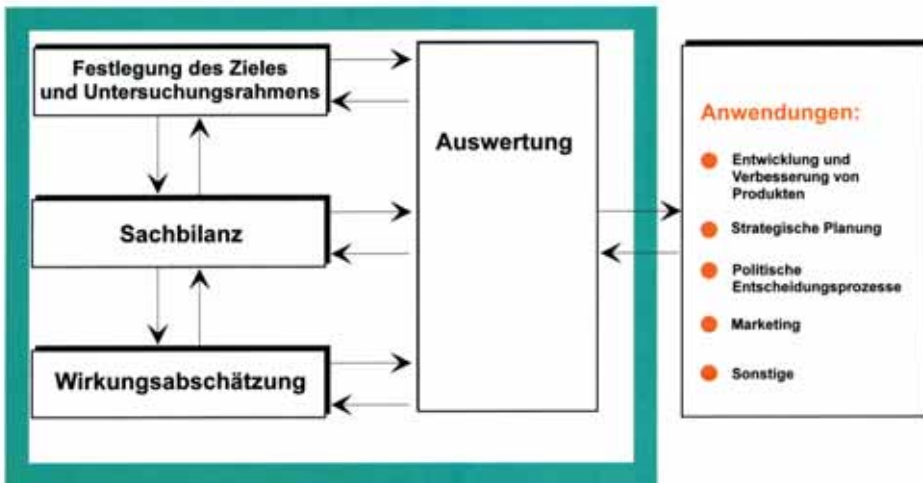 Festlegung des Zieles
und Untersuchungsrahmens
Sachbilanz
Wirkungsabschätzung
Auswertung
Anwendungen:
Entwicklung und
Verbesserung von
Produkten
Strategische Planung
Politische
Entscheidungsprozesse
Marketing
Sonstige